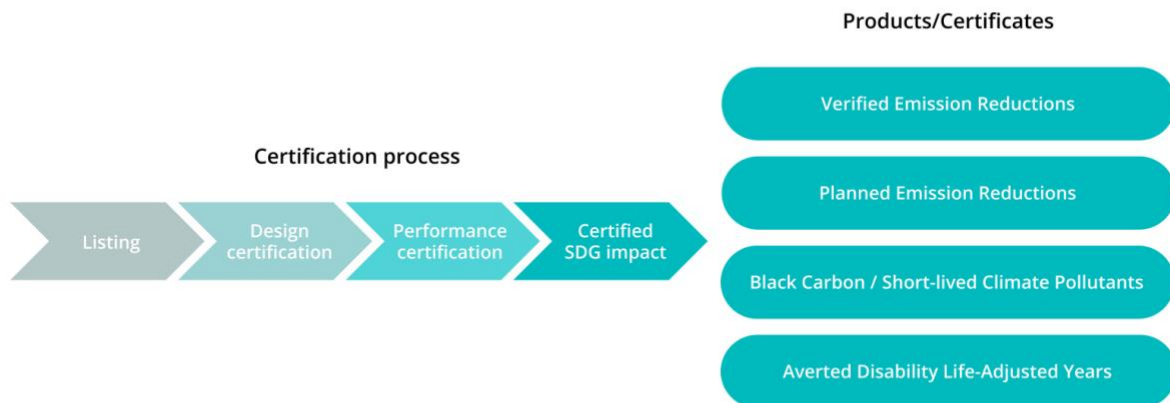 Products/Certificates
Verified Emission Reductions
Planned Emission Reductions
Black Carbon / Short-lived Climate Pollutants
Averted Disability Life-Adjusted Years
Certification process
Listing
Design
certification
Performance
certification
Certified
SDG impact